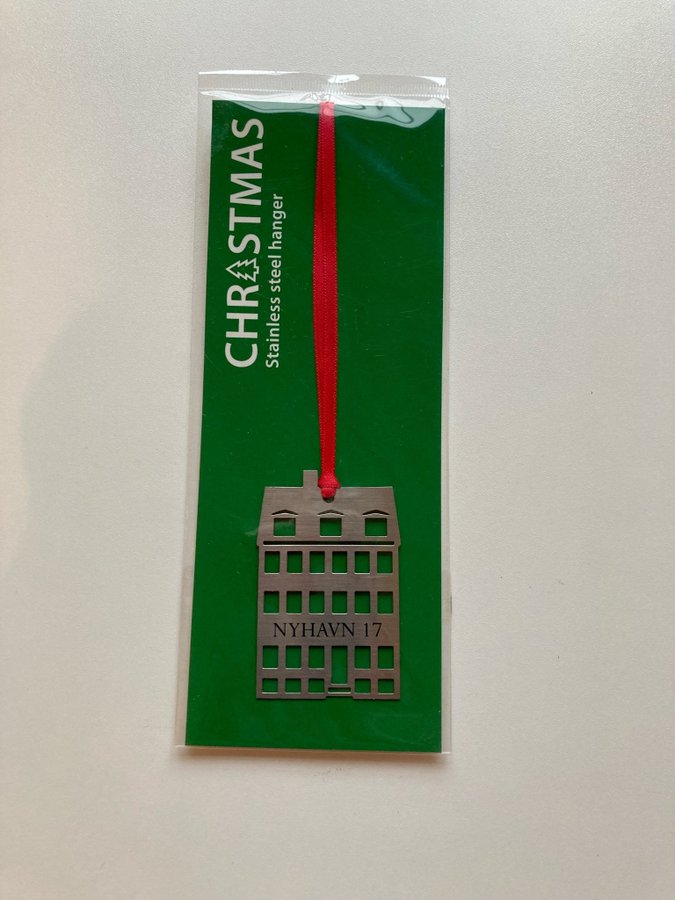 CHRISTMAS
Stainless steel hanger
NYHAVN 17